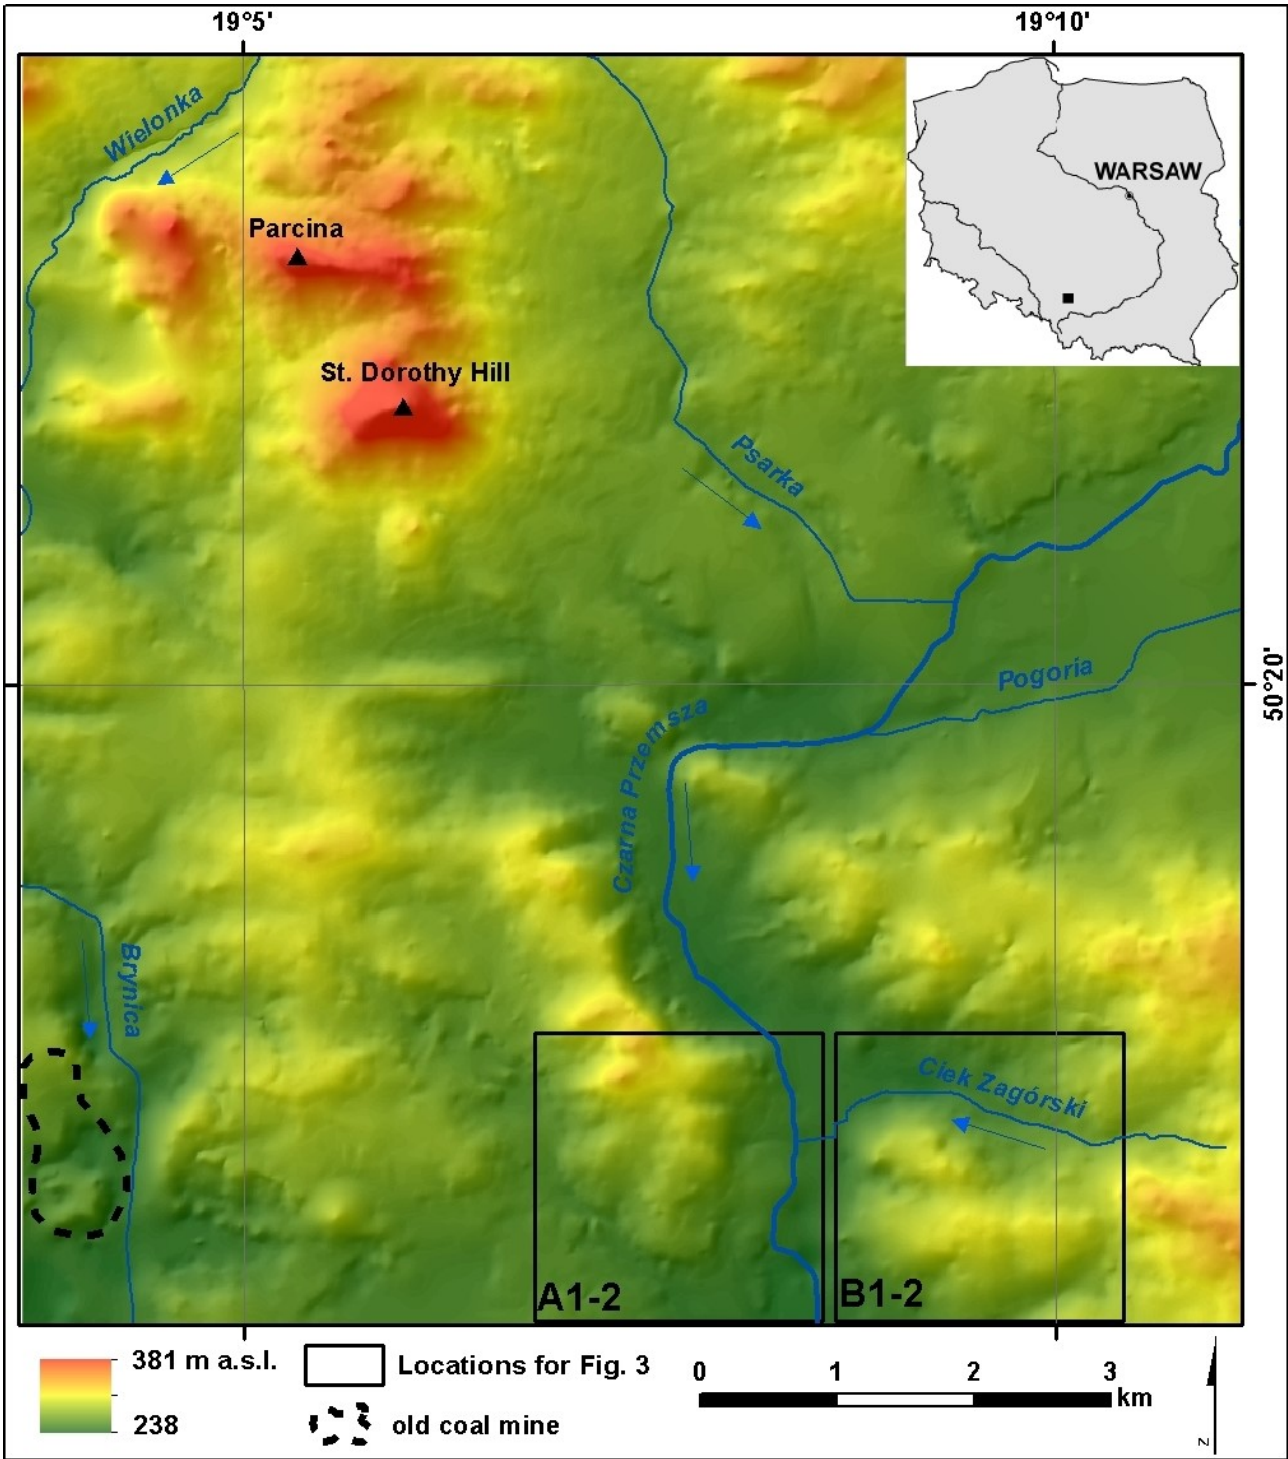 19°5'
19°10'
Wielonka
WARSAW
Parcina
St. Dorothy Hill
Psarka
Pogoria
50°20'
Czarna Przemsza
Brynica
Ciek Zagórski
A1-2
B1-2
381 m a.s.l.
238
Locations for Fig. 3
old coal mine
0 1 2 3
km
N